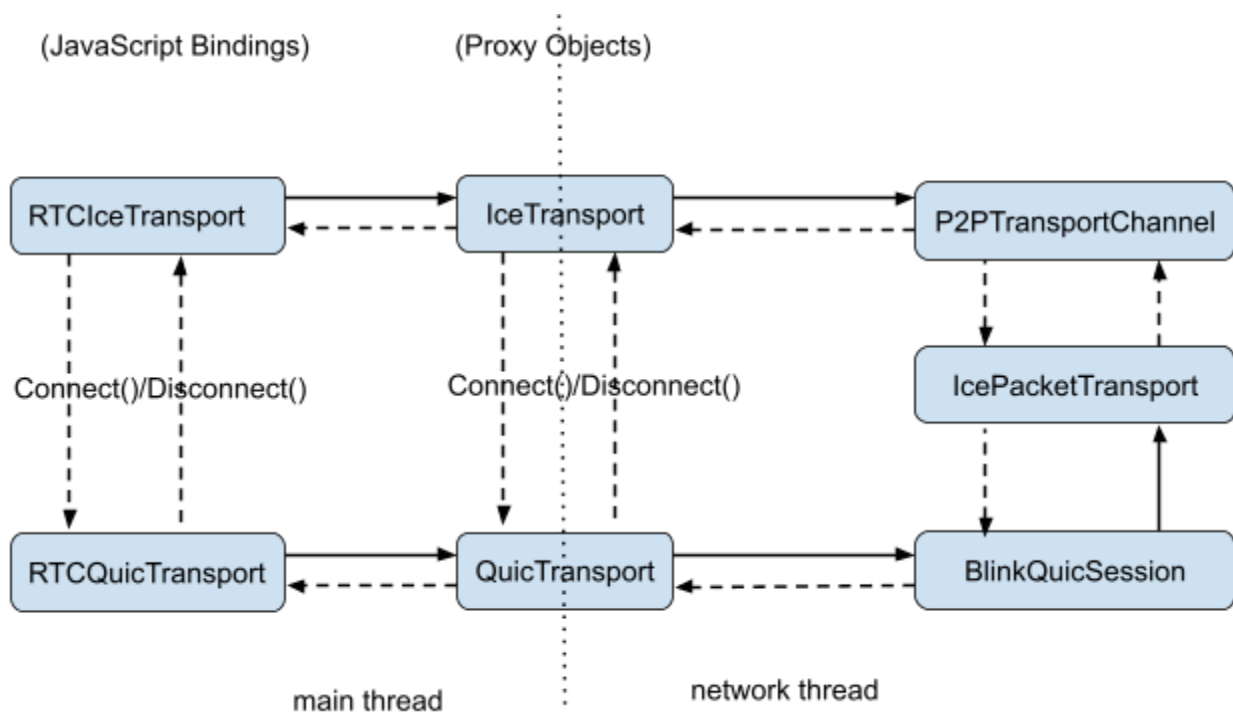 (JavaScript Bindings)
(Proxy Objects)
RTCIceTransport
IceTransport
P2PTransportChannel
Connect()/Disconnect()
Connect()/Disconnect()
IcePacketTransport
RTCQuicTransport
QuicTransport
BlinkQuicSession
main thread
network thread